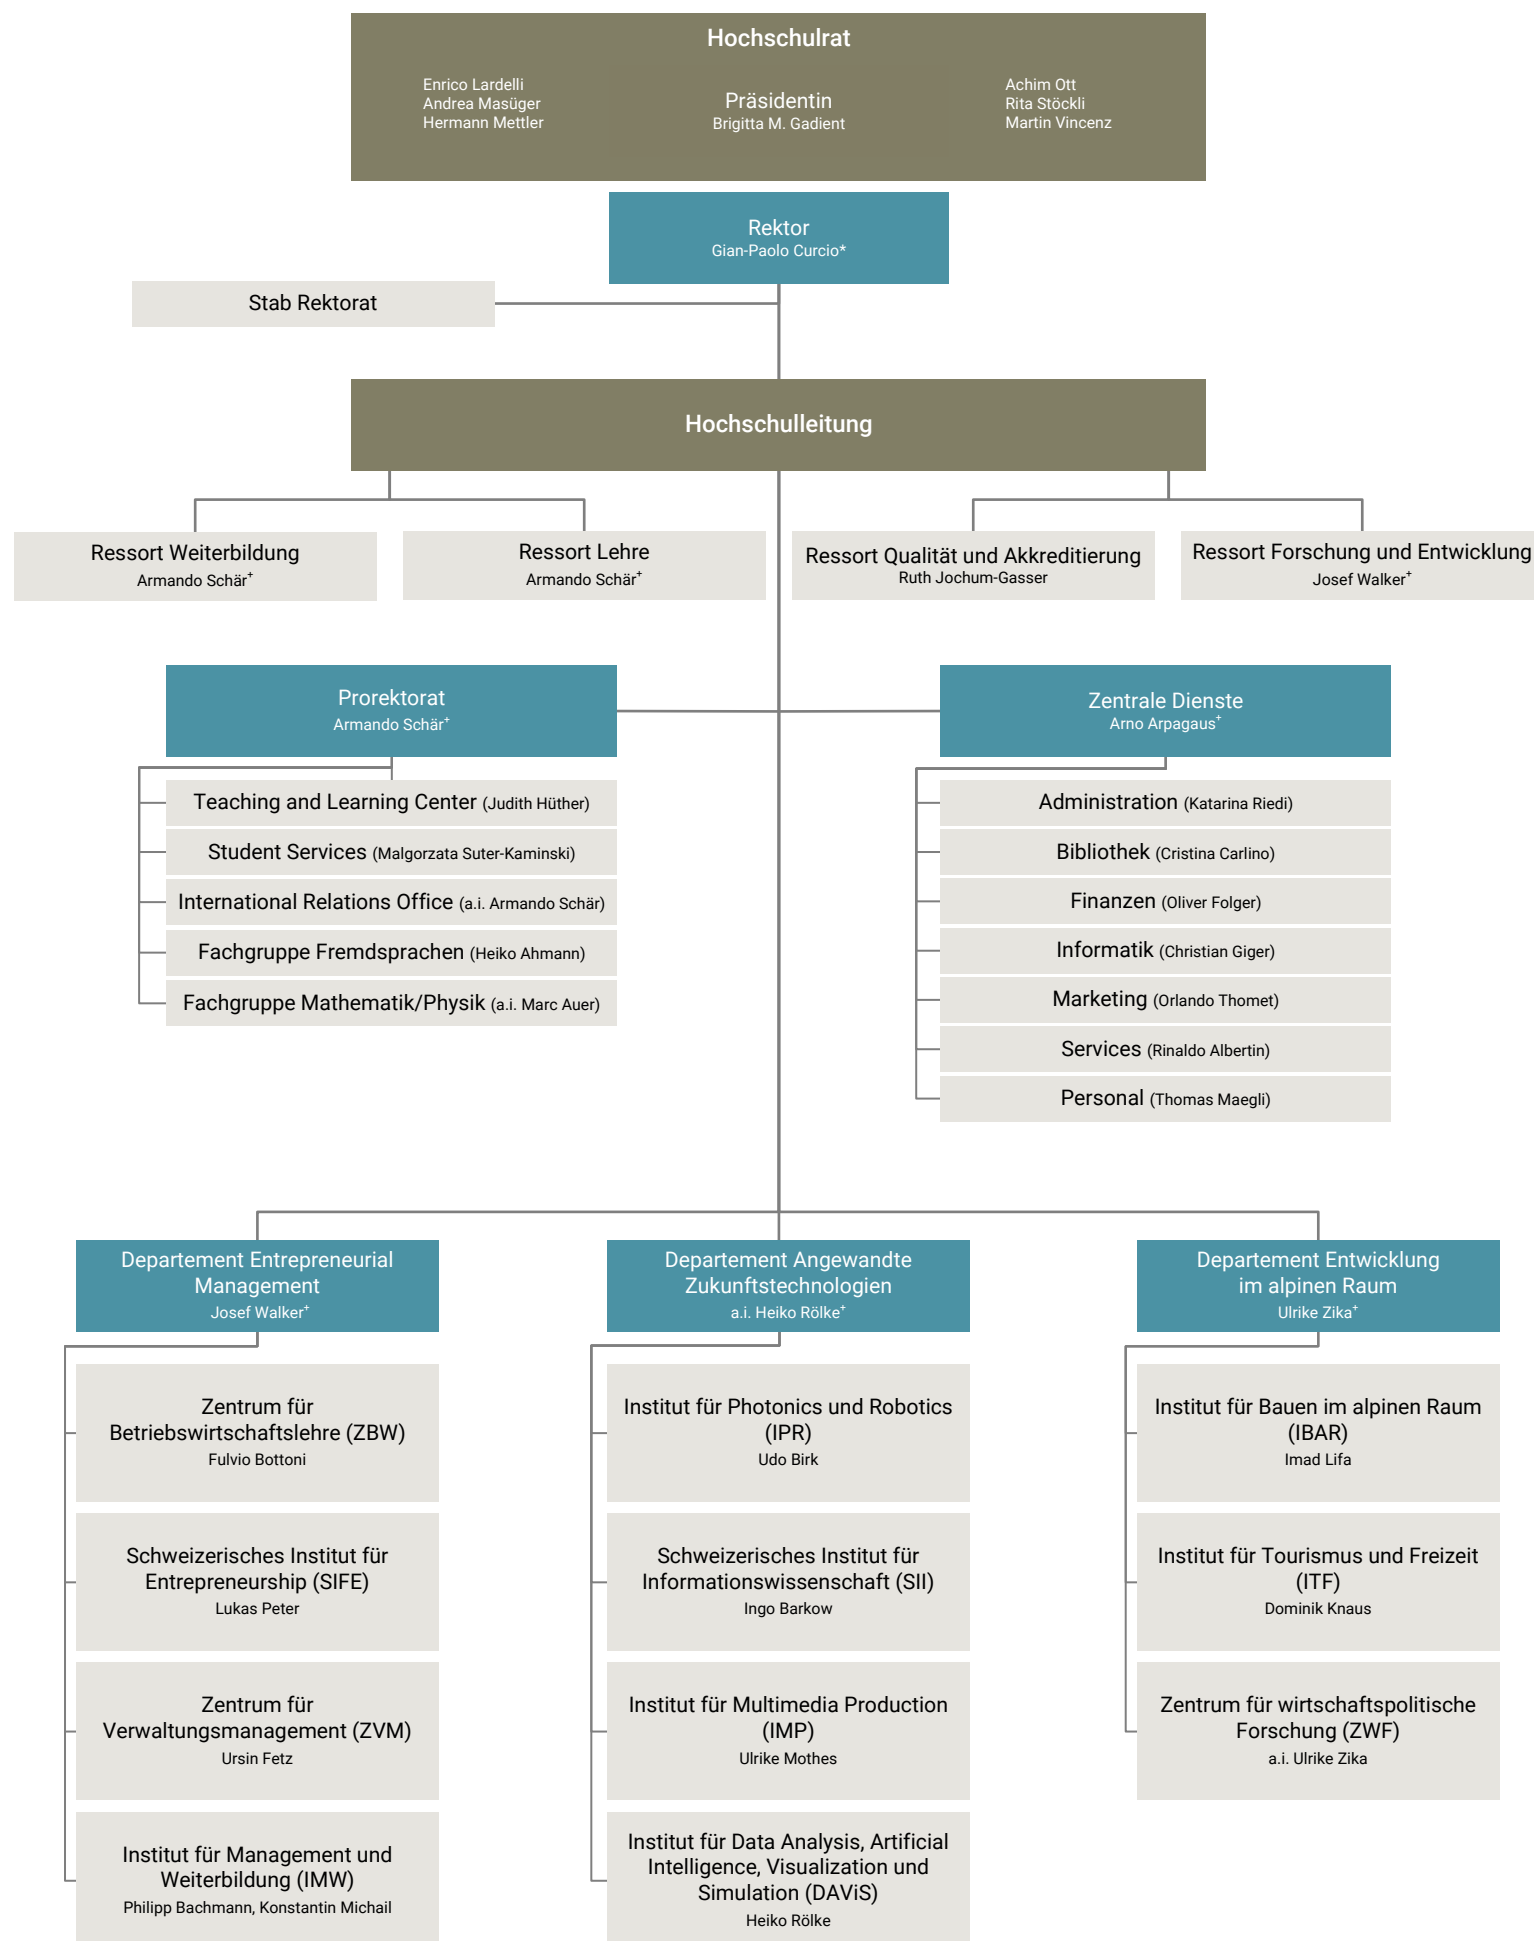 Hochschulrat
Enrico Lardelli
Andrea Masüger
Hermann Mettler
Präsidentin
Brigitta M. Gadient
Achim Ott
Rita Stöckli
Martin Vincenz
Rektor
Gian-Paolo Curcio*
Stab Rektorat
Hochschulleitung
Ressort Weiterbildung
Armando Schär⁺
Ressort Lehre
Armando Schär⁺
Ressort Qualität und Akkreditierung
Ruth Jochum-Gasser
Ressort Forschung und Entwicklung
Josef Walker⁺
Prorektorat
Armando Schär⁺
Teaching and Learning Center (Judith Hüther)
Student Services (Malgorzata Suter-Kaminski)
International Relations Office (a.i. Armando Schär)
Fachgruppe Fremdsprachen (Heiko Ahmann)
Fachgruppe Mathematik/Physik (a.i. Marc Auer)
Zentrale Dienste
Arno Arpagaus⁺
Administration (Katarina Riedi)
Bibliothek (Cristina Carlino)
Finanzen (Oliver Folger)
Informatik (Christian Giger)
Marketing (Orlando Thomet)
Services (Rinaldo Albertin)
Personal (Thomas Maegli)
Departement Entrepreneurial
Management
Josef Walker⁺
Zentrum für
Betriebswirtschaftslehre (ZBW)
Fulvio Bottoni
Schweizerisches Institut für
Entrepreneurship (SIFE)
Lukas Peter
Zentrum für
Verwaltungsmanagement (ZVM)
Ursin Fetz
Institut für Management und
Weiterbildung (IMW)
Philipp Bachmann, Konstantin Michail
Departement Angewandte
Zukunftstechnologien
a.i. Heiko Rölke⁺
Institut für Photonics und Robotics
(IPR)
Udo Birk
Schweizerisches Institut für
Informationswissenschaft (SII)
Ingo Barkow
Institut für Multimedia Production
(IMP)
Ulrike Mothes
Institut für Data Analysis, Artificial
Intelligence, Visualization und
Simulation (DAViS)
Heiko Rölke
Departement Entwicklung
im alpinen Raum
Ulrike Zika⁺
Institut für Bauen im alpinen Raum
(IBAR)
Imad Lifa
Institut für Tourismus und Freizeit
(ITF)
Dominik Knaus
Zentrum für wirtschaftspolitische
Forschung (ZWF)
a.i. Ulrike Zika